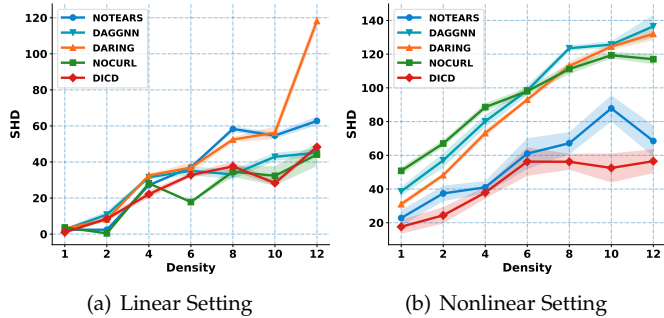 NOTEARS
DAGGNN
DARING
NOCURL
DICD
SHD
120
100
80
60
40
20
0
1 2 4 6 8 10 12
Density
(a) Linear Setting
NOTEARS
DAGGNN
DARING
NOCURL
DICD
SHD
140
120
100
80
60
40
20
1 2 4 6 8 10 12
Density
(b) Nonlinear Setting